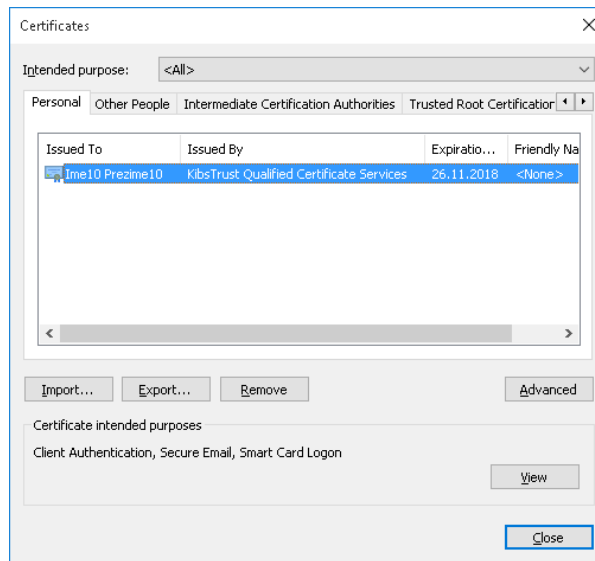 Certificates
Intended purpose: <All>
Personal Other People Intermediate Certification Authorities Trusted Root Certification
Issued To Issued By Expiratio... Friendly Na
Ime10 Prezime10 KibsTrust Qualified Certificate Services 26.11.2018 <None>
Import... Export... Remove Advanced
Certificate intended purposes
Client Authentication, Secure Email, Smart Card Logon
View
Close